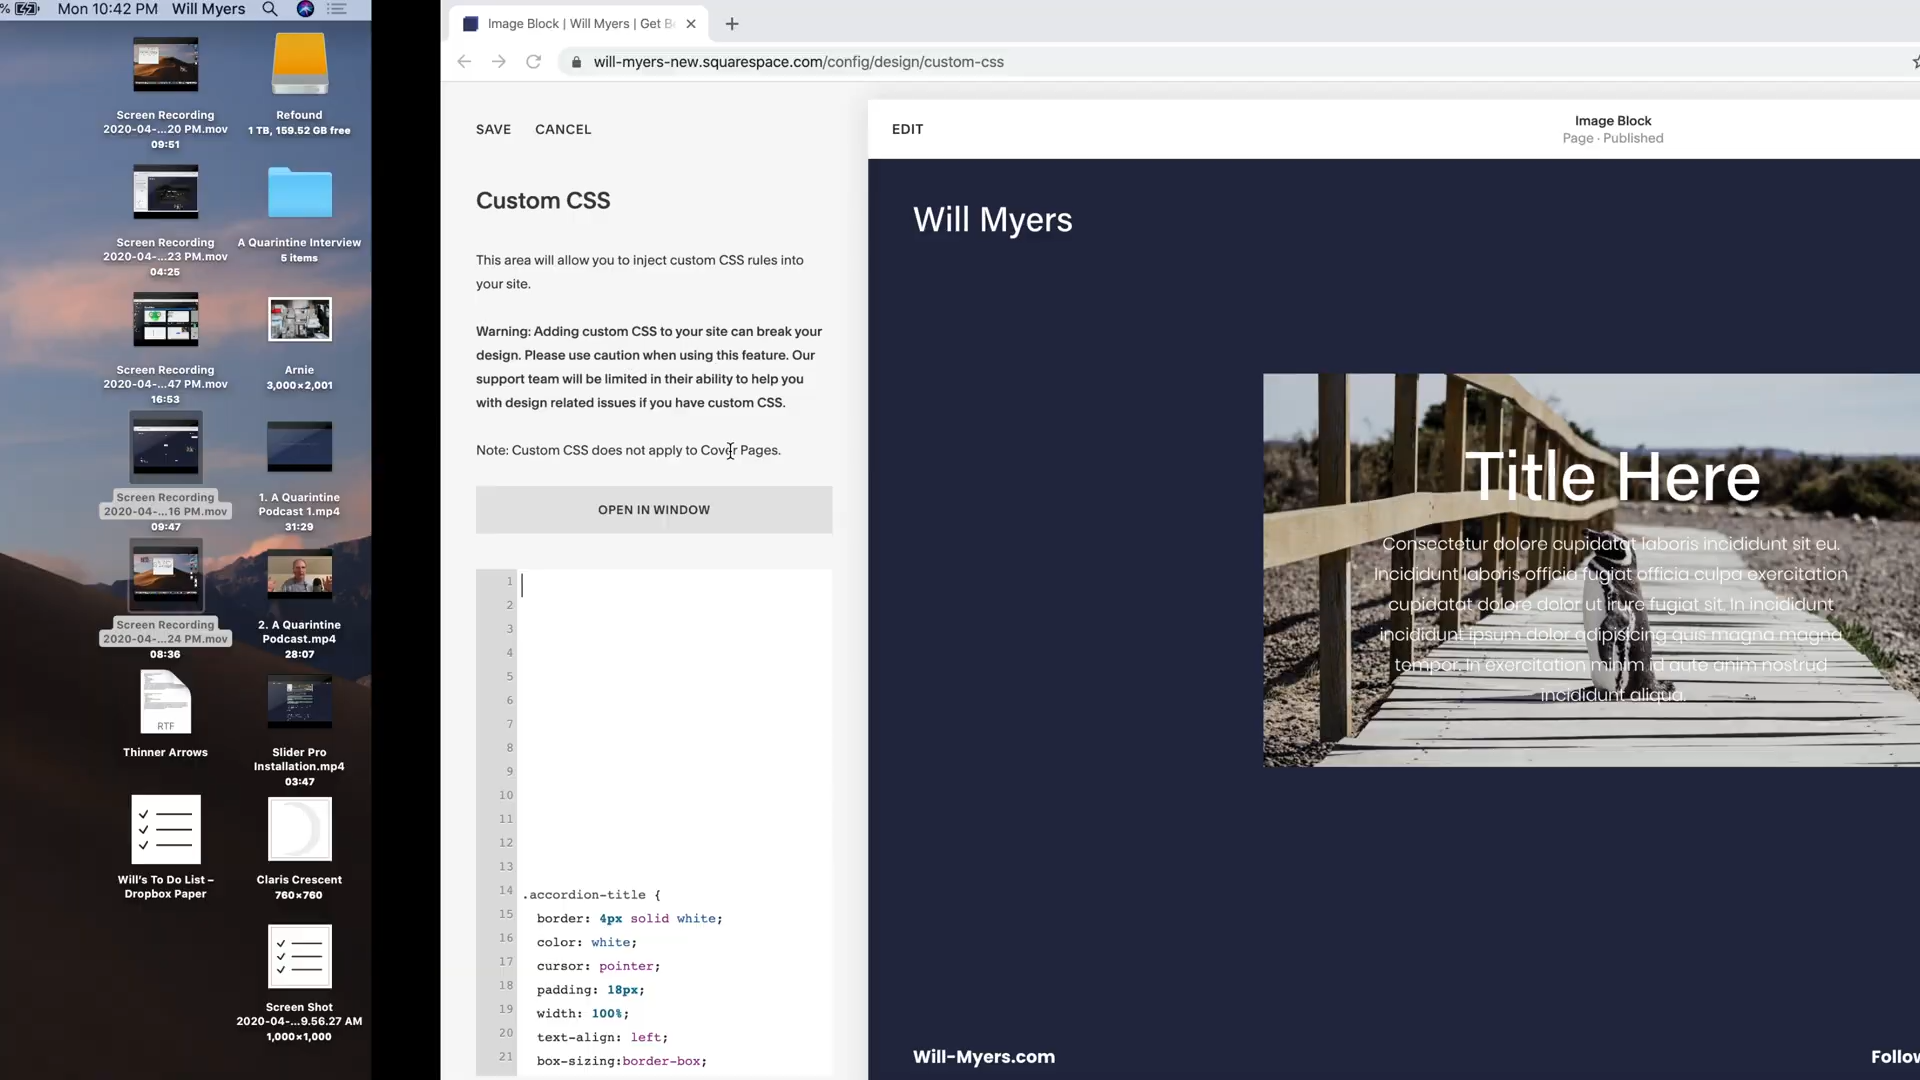 %
Mon 10:42 PM
Will Myers
Screen Recording
2020-04-...20 PM.mov
09:51
Refound
1 TB, 159.52 GB free
Screen Recording
2020-04-...23 PM.mov
04:25
A Quarintine Interview
5 items
Screen Recording
2020-04-...47 PM.mov
16:53
Arnie
3,000×2,001
Screen Recording
2020-04-...16 PM.mov
09:47
1. A Quarintine
Podcast 1.mp4
31:29
Screen Recording
2020-04-...24 PM.mov
08:36
2. A Quarintine
Podcast.mp4
28:07
RTF
Thinner Arrows
Slider Pro
Installation.mp4
03:47
Will's To Do List –
Dropbox Paper
Claris Crescent
760×760
Screen Shot
2020-04-...9.56.27 AM
1,000×1,000
Image Block | Will Myers | Get B
will-myers-new.squarespace.com/config/design/custom-css
SAVE
CANCEL
Custom CSS
This area will allow you to inject custom CSS rules into
your site.
Warning: Adding custom CSS to your site can break your
design. Please use caution when using this feature. Our
support team will be limited in their ability to help you
with design related issues if you have custom CSS.
Note: Custom CSS does not apply to Cover Pages.
OPEN IN WINDOW
1
2
3
4
5
6
7
8
9
10
11
12
13
14 .accordion-title {
15 border: 4px solid white;
16 color: white;
17 cursor: pointer;
18 padding: 18px;
19 width: 100%;
20 text-align: left;
21 box-sizing:border-box;
EDIT
Image Block
Page · Published
Will Myers
Title Here
Consectetur dolore cupidatat laboris incididunt sit eu.
Incididunt laboris officia fugiat officia culpa exercitation
cupidatat dolore dolor ut irure fugiat sit. In incididunt
incididunt ipsum dolor adipisicing quis magna magna
tempor. In exercitation minim id aute anim nostrud
incididunt aliqua.
Will-Myers.com
Follow